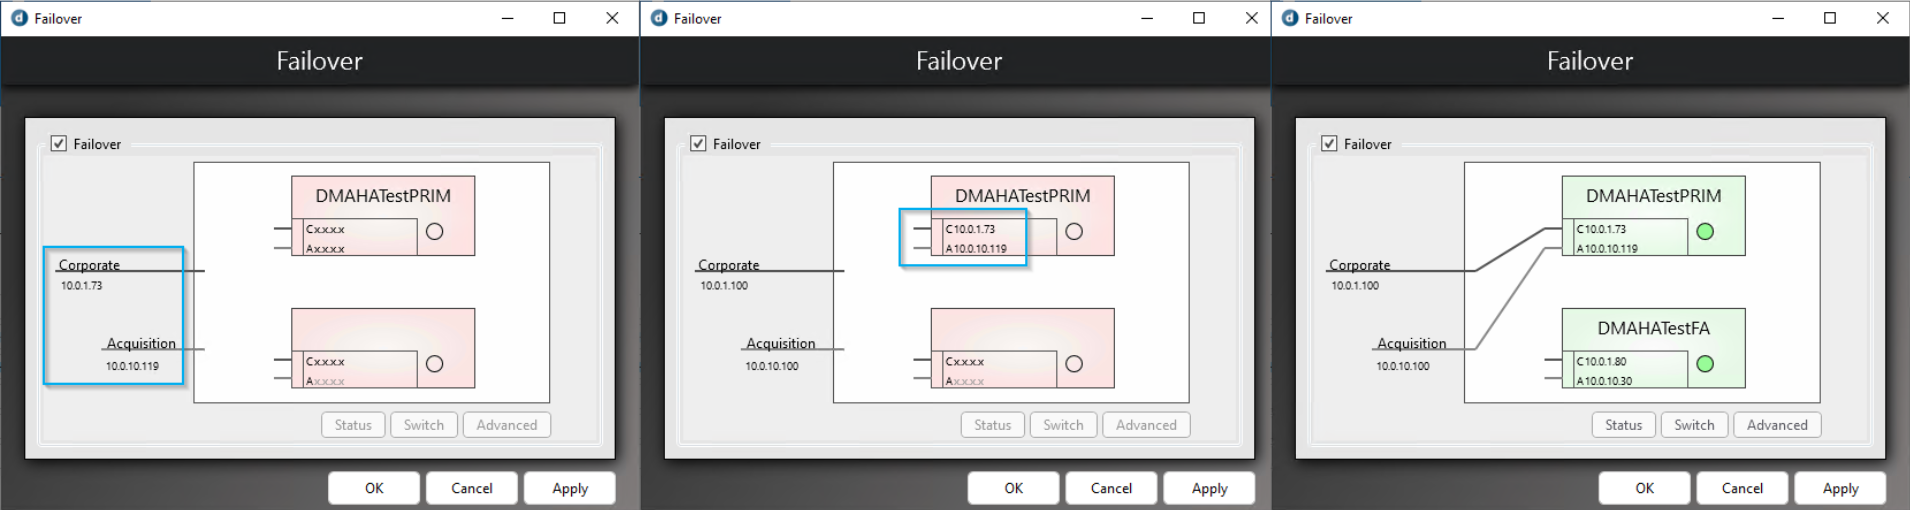 Failover
Failover
Failover
DMAHATestPRIM
Cx.x.x.x
Ax.x.x.x
Corporate
10.0.1.73
Acquisition
10.0.10.119
Cx.x.x.x
Ax.x.x.x
Status Switch Advanced
OK Cancel Apply
Failover
Failover
Failover
DMAHATestPRIM
C10.0.1.73
A10.0.10.119
Corporate
10.0.1.100
Acquisition
10.0.10.100
Cx.x.x.x
Ax.x.x.x
Status Switch Advanced
OK Cancel Apply
Failover
Failover
Failover
DMAHATestPRIM
C10.0.1.73
A10.0.10.119
Corporate
10.0.1.100
DMAHATestFA
Acquisition
10.0.10.100
C10.0.1.80
A10.0.10.30
Status Switch Advanced
OK Cancel Apply